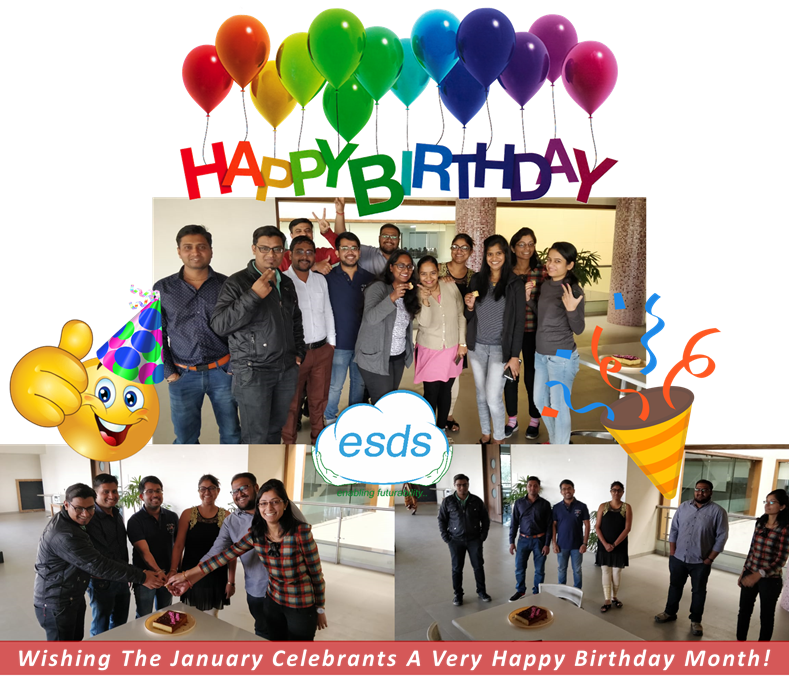 HAPPY BIRTHDAY
esds
enabling futurability
Wishing The January Celebrants A Very Happy Birthday Month!